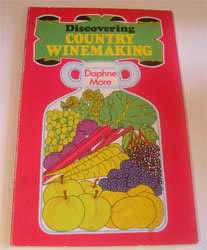 Discovering
COUNTRY
WINEMAKING
Daphne
More